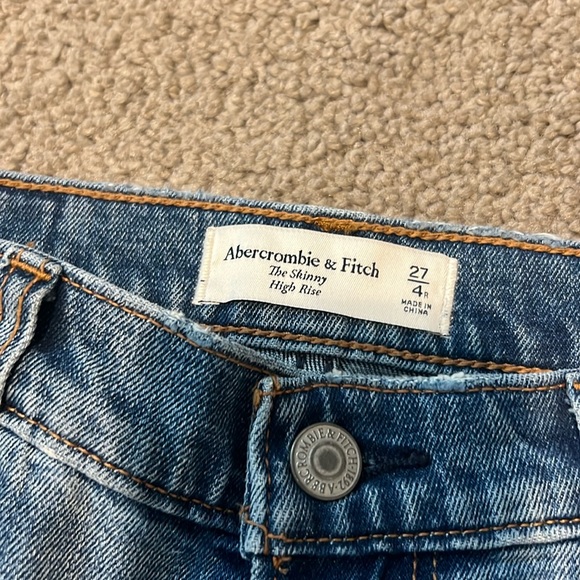 Abercrombie & Fitch
The Skinny
High Rise
27
4R
MADE IN
CHINA
ABERCROMBIE&FITCH·1892·